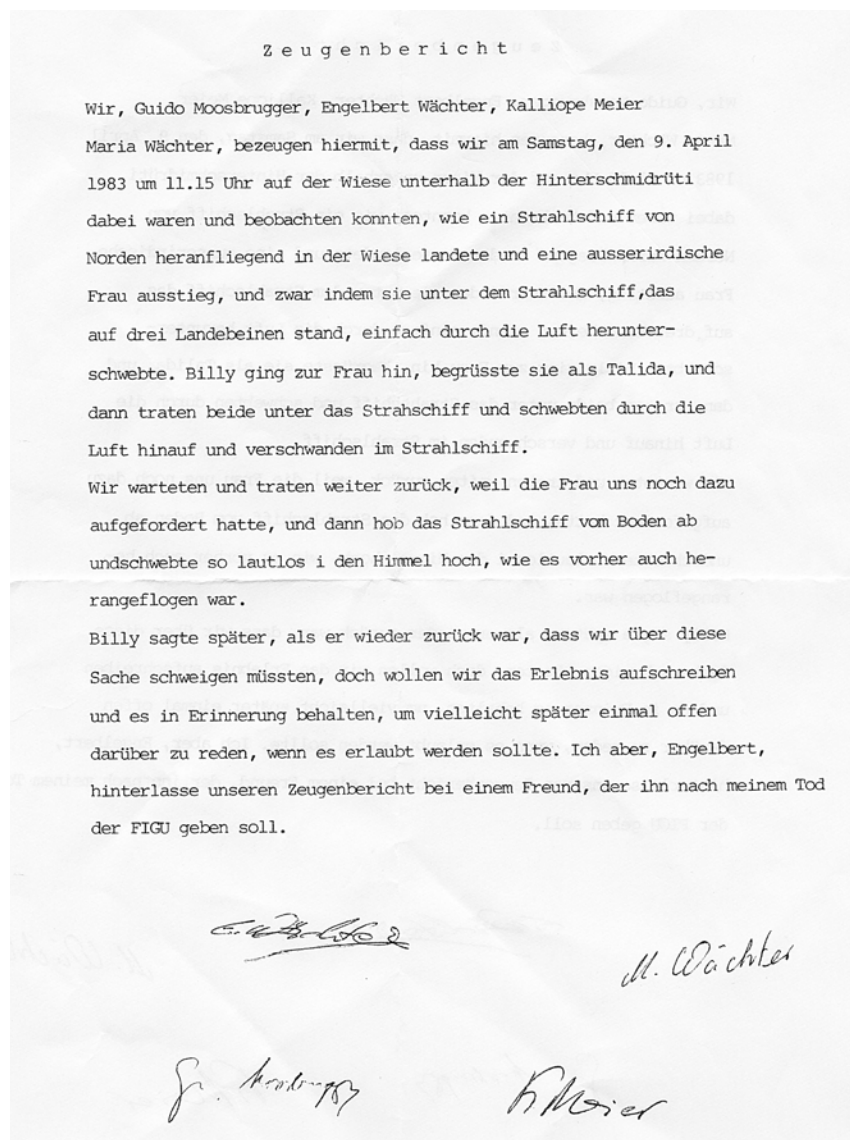 Z e u g e n b e r i c h t
Wir, Guido Moosbrugger, Engelbert Wächter, Kalliope Meier
Maria Wächter, bezeugen hiermit, dass wir am Samstag, den 9. April
1983 um 11.15 Uhr auf der Wiese unterhalb der Hinterschmidrüti
dabei waren und beobachten konnten, wie ein Strahlschiff von
Norden heranfliegend in der Wiese landete und eine ausserirdische
Frau ausstieg, und zwar indem sie unter dem Strahlschiff,das
auf drei Landebeinen stand, einfach durch die Luft herunter-
schwebte. Billy ging zur Frau hin, begrüsste sie als Talida, und
dann traten beide unter das Strahschiff und schwebten durch die
Luft hinauf und verschwanden im Strahlschiff.
Wir warteten und traten weiter zurück, weil die Frau uns noch dazu
aufgefordert hatte, und dann hob das Strahlschiff vom Boden ab
undschwebte so lautlos i den Himmel hoch, wie es vorher auch he-
rangeflogen war.
Billy sagte später, als er wieder zurück war, dass wir über diese
Sache schweigen müssten, doch wollen wir das Erlebnis aufschreiben
und es in Erinnerung behalten, um vielleicht später einmal offen
darüber zu reden, wenn es erlaubt werden sollte. Ich aber, Engelbert,
hinterlasse unseren Zeugenbericht bei einem Freund, der ihn nach meinem Tod
der FIGU geben soll.
M. Wächter
K Meier